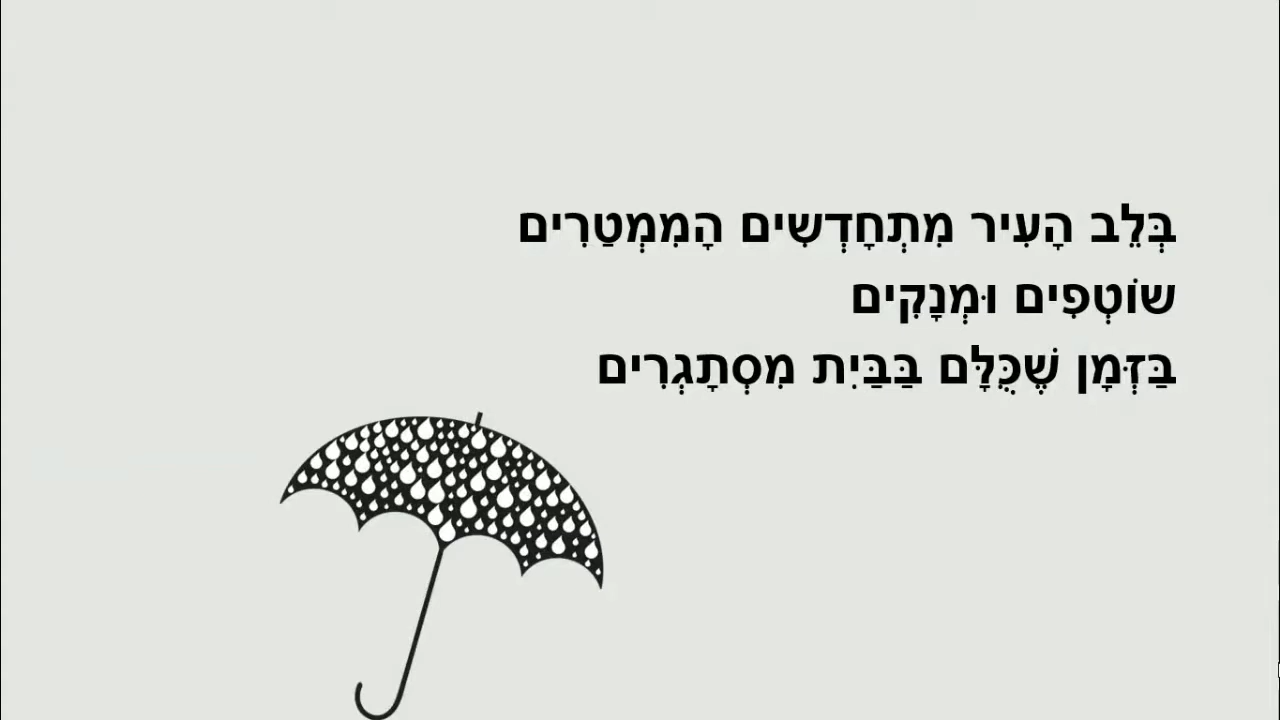 בְּלֵב הָעִיר מִתְחָדְשִׁים הָמִמְטַרִים
שׁוֹטְפִים וּמְנָקִים
בַּזְּמָן שֶׁכֻּלָּם בַּבַּיִת מִסְתָגְרִים